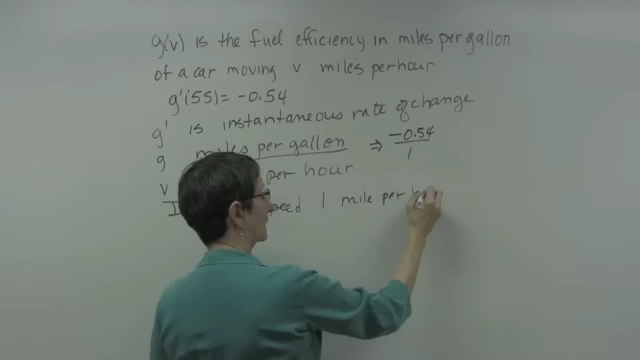 g(v) is the fuel efficiency in miles per gallon
of a car moving v miles per hour
g'(55) = -0.54
g' is instantaneous rate of change
g miles per gallon ⇒ -0.54/1
v per hour
I 1 mile per